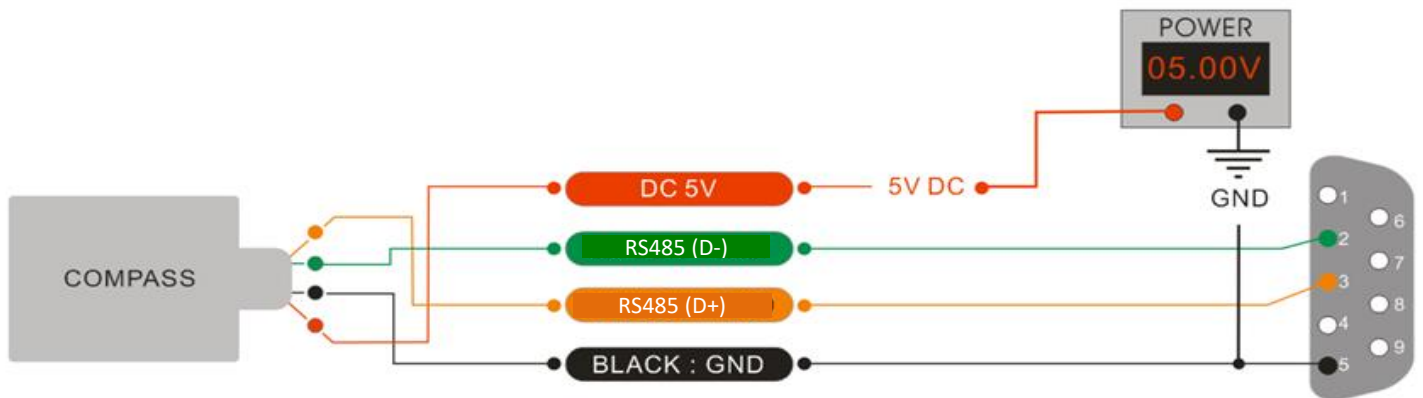 POWER
05.00V
DC 5V
5V DC
GND
RS485 (D-)
COMPASS
RS485 (D+)
BLACK : GND
1
2
3
4
5
6
7
8
9